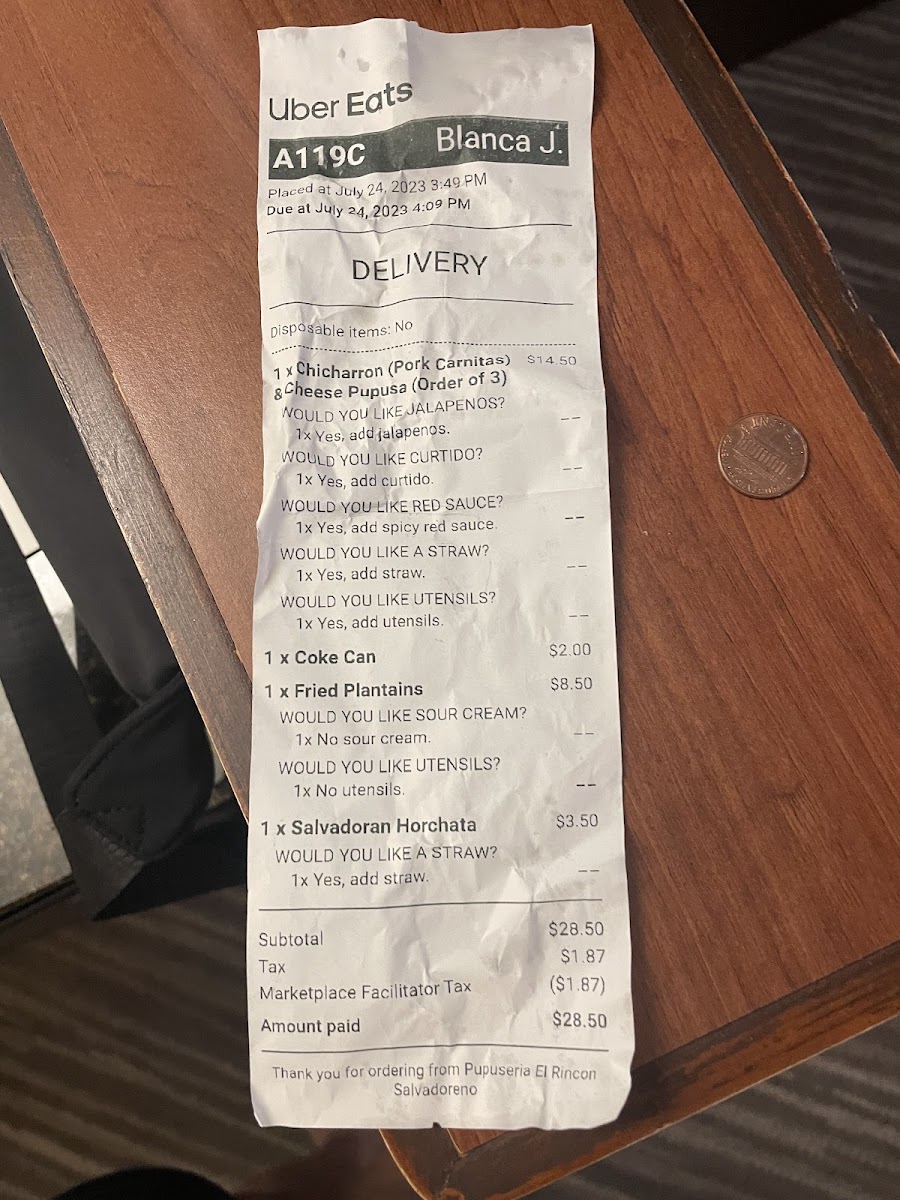 Uber Eats
A119C Blanca J.
Placed at July 24, 2023 3:49 PM
Due at July 24, 2023 4:09 PM
DELIVERY
Disposable items: No
1 x Chicharron (Pork Carnitas) $14.50
& Cheese Pupusa (Order of 3)
WOULD YOU LIKE JALAPENOS? --
1x Yes, add jalapenos.
WOULD YOU LIKE CURTIDO? --
1x Yes, add curtido.
WOULD YOU LIKE RED SAUCE? --
1x Yes, add spicy red sauce.
WOULD YOU LIKE A STRAW? --
1x Yes, add straw.
WOULD YOU LIKE UTENSILS? --
1x Yes, add utensils.
1 x Coke Can $2.00
1 x Fried Plantains $8.50
WOULD YOU LIKE SOUR CREAM? --
1x No sour cream.
WOULD YOU LIKE UTENSILS? --
1x No utensils.
1 x Salvadoran Horchata $3.50
WOULD YOU LIKE A STRAW? --
1x Yes, add straw.
Subtotal $28.50
Tax $1.87
Marketplace Facilitator Tax ($1.87)
Amount paid $28.50
Thank you for ordering from Pupuseria El Rincon
Salvadoreno